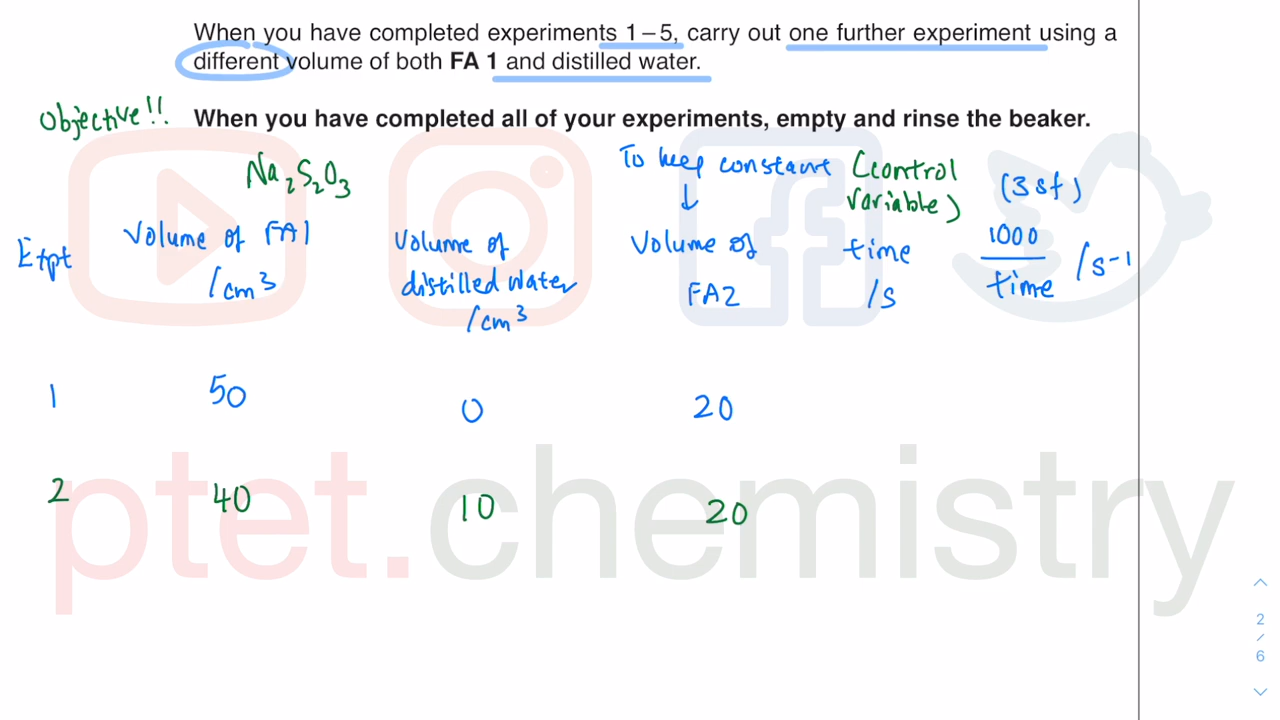 When you have completed experiments 1 – 5, carry out one further experiment using a
different volume of both FA 1 and distilled water.
Objective!!
When you have completed all of your experiments, empty and rinse the beaker.
Na2S2O3
To keep constant (control variable)
↓
(3 sf)
Expt
Volume of FA1 /cm³
Volume of distilled water /cm³
Volume of FA2
time /s
1000 / time /s-1
1 50 0 20
2 40 10 20
ptet.chemistry
2
/
6